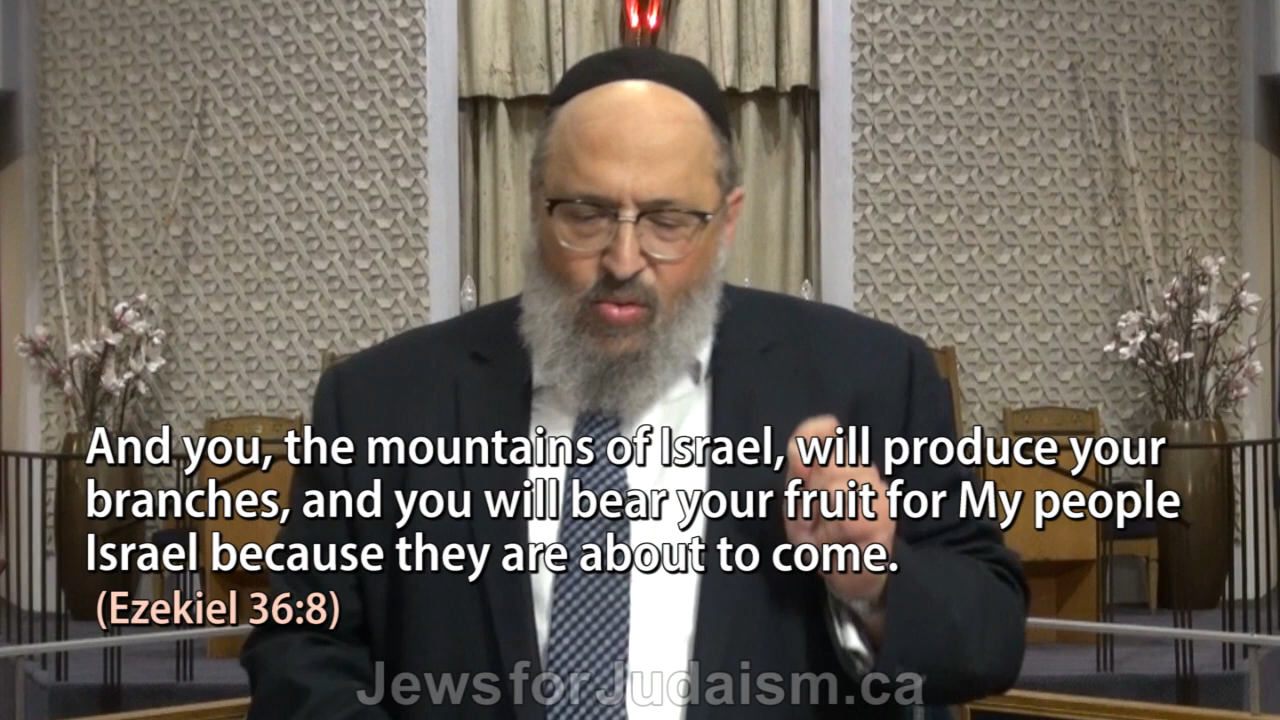 And you, the mountains of Israel, will produce your
branches, and you will bear your fruit for My people
Israel because they are about to come.
(Ezekiel 36:8)
JewsforJudaism.ca